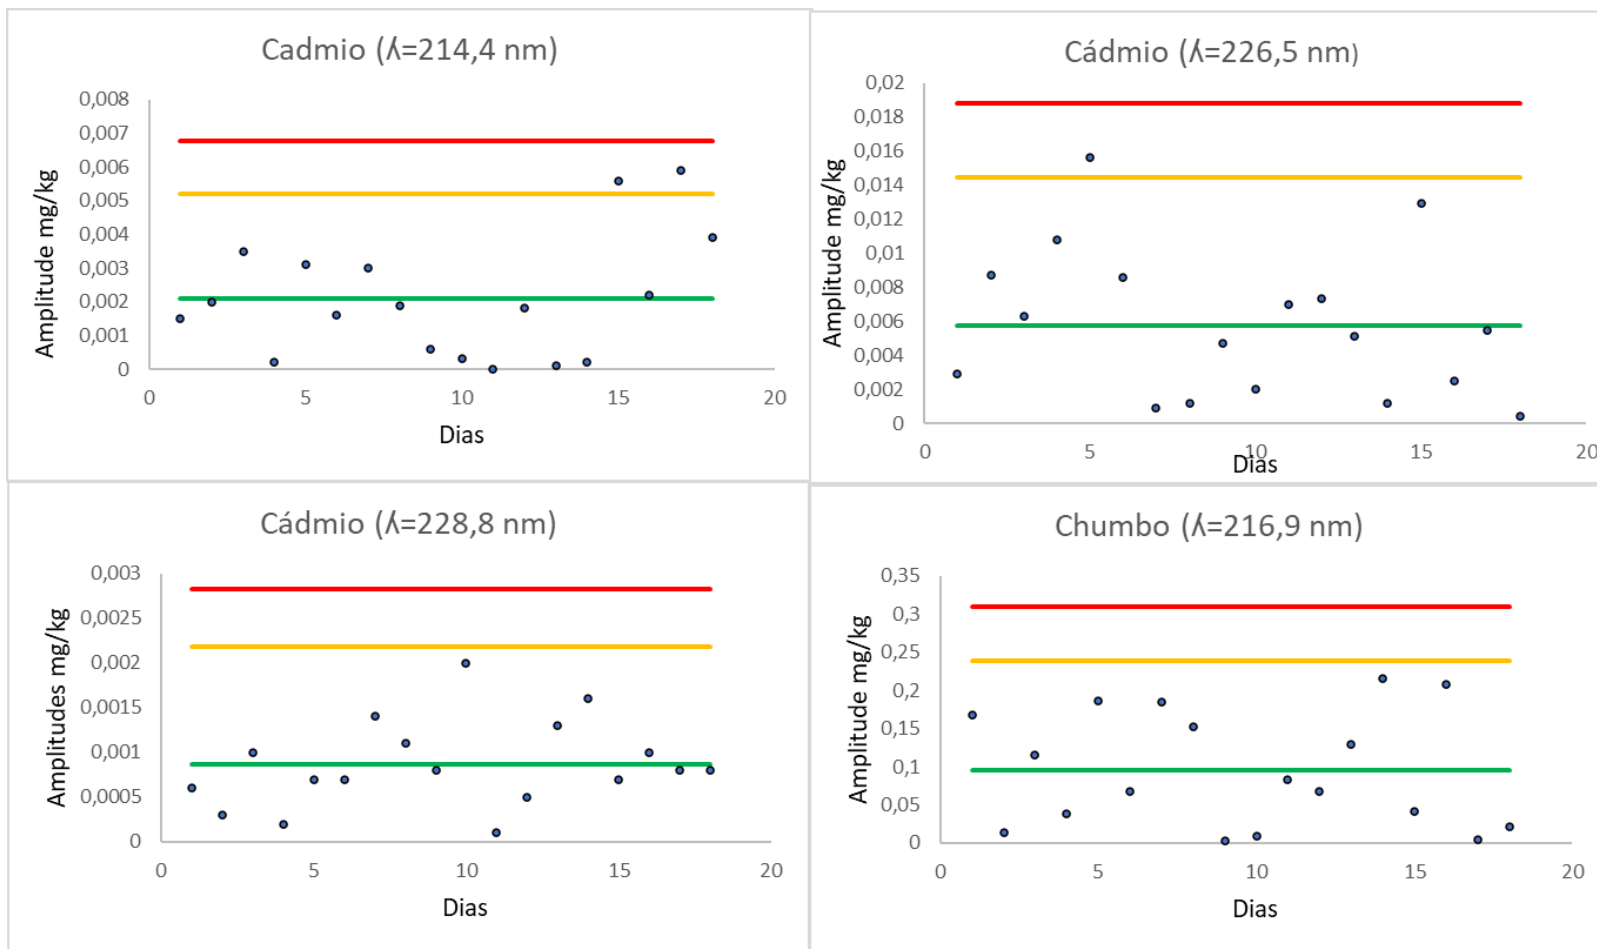 Cadmio (ʎ=214,4 nm)
0,008
0,007
0,006
0,005
0,004
0,003
0,002
0,001
0
Amplitude mg/kg
0 5 10 15 20
Dias
Cádmio (ʎ=226,5 nm)
0,02
0,018
0,016
0,014
0,012
0,01
0,008
0,006
0,004
0,002
0
Amplitude mg/kg
0 5 10 15 20
Dias
Cádmio (ʎ=228,8 nm)
0,003
0,0025
0,002
0,0015
0,001
0,0005
0
Amplitudes mg/kg
0 5 10 15 20
Dias
Chumbo (ʎ=216,9 nm)
0,35
0,3
0,25
0,2
0,15
0,1
0,05
0
Amplitude mg/kg
0 5 10 15 20
Dias